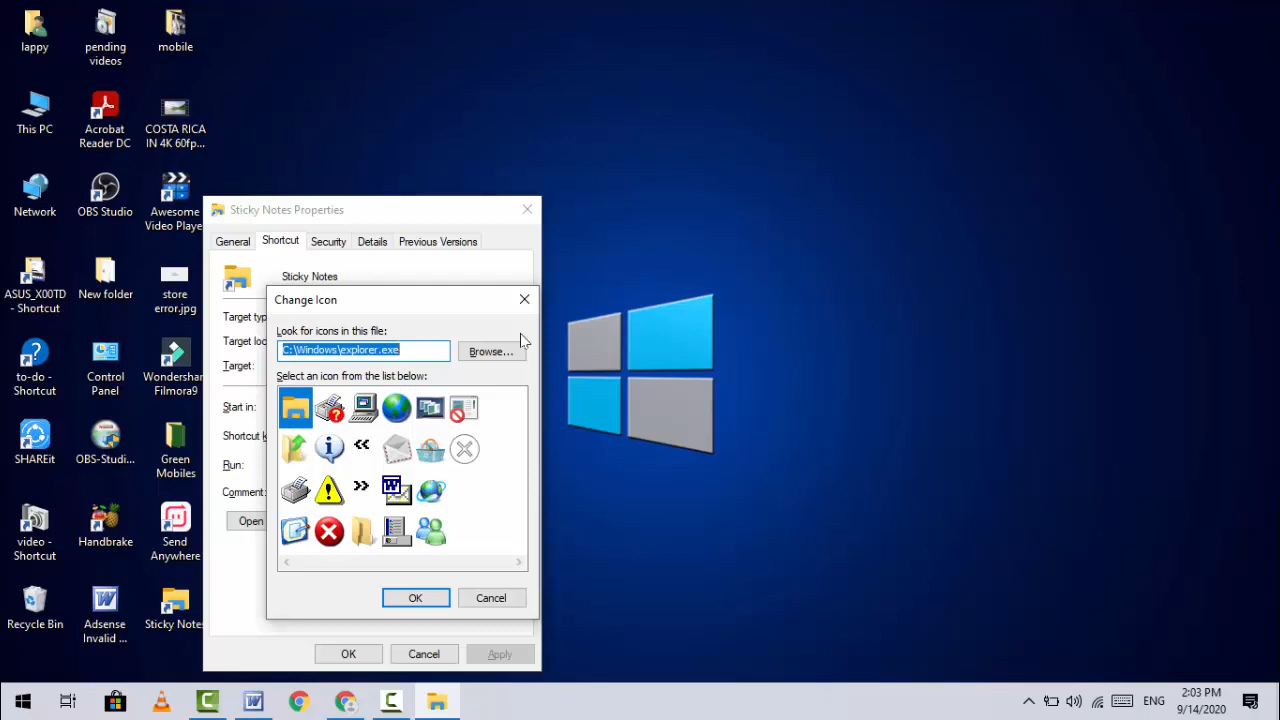 lappy
pending
videos
mobile
This PC
Acrobat
Reader DC
COSTA RICA
IN 4K 60fp...
Network
OBS Studio
Awesome
Video Playe
ASUS_X00TD
- Shortcut
New folder
store
error.jpg
to-do -
Shortcut
Control
Panel
Wondershar
Filmora9
SHAREit
OBS-Studi...
Green
Mobiles
video -
Shortcut
Handbrake
Send
Anywhere
Recycle Bin
Adsense
Invalid ...
Sticky Notes
Sticky Notes Properties
General
Shortcut
Security
Details
Previous Versions
Sticky Notes
Target typ
Target loc
Target:
Start in:
Shortcut k
Run:
Comment:
Open
Change Icon
Look for icons in this file:
C:\Windows\explorer.exe
Browse...
Select an icon from the list below:
OK
Cancel
OK
Cancel
Apply
ENG
2:03 PM
9/14/2020